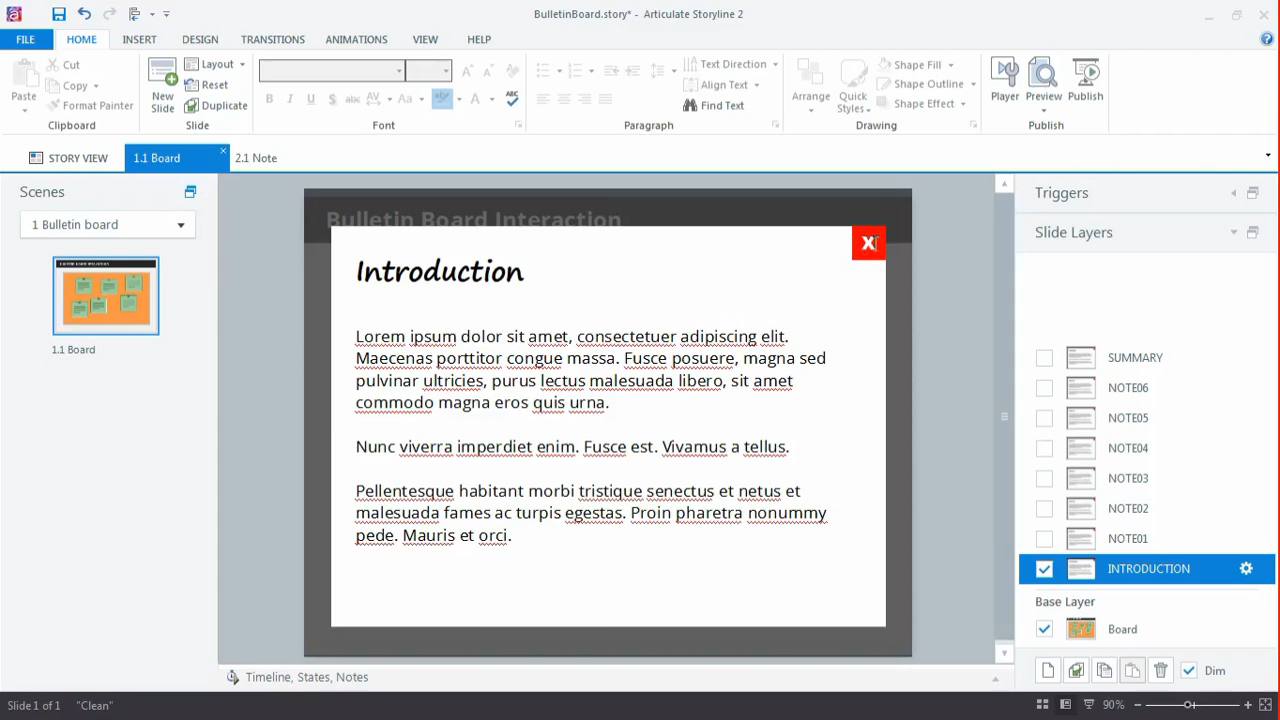 BulletinBoard.story* - Articulate Storyline 2
FILE HOME INSERT DESIGN TRANSITIONS ANIMATIONS VIEW HELP
Paste
Cut
Copy
Format Painter
Clipboard
New Slide
Layout
Reset
Duplicate
Slide
B I U S abc AV Aa A
ABC
Font
Text Direction
Align Text
Find Text
Paragraph
Arrange
Quick Styles
Shape Fill
Shape Outline
Shape Effect
Drawing
Player
Preview
Publish
Publish
STORY VIEW 1.1 Board 2.1 Note
Scenes
1 Bulletin board
1.1 Board
Bulletin Board Interaction
X
Introduction
Lorem ipsum dolor sit amet, consectetuer adipiscing elit.
Maecenas porttitor congue massa. Fusce posuere, magna sed
pulvinar ultricies, purus lectus malesuada libero, sit amet
commodo magna eros quis urna.
Nunc viverra imperdiet enim. Fusce est. Vivamus a tellus.
Pellentesque habitant morbi tristique senectus et netus et
malesuada fames ac turpis egestas. Proin pharetra nonummy
pede. Mauris et orci.
Timeline, States, Notes
Triggers
Slide Layers
SUMMARY
NOTE06
NOTE05
NOTE04
NOTE03
NOTE02
NOTE01
INTRODUCTION
Base Layer
Board
Dim
Slide 1 of 1 "Clean" 90%